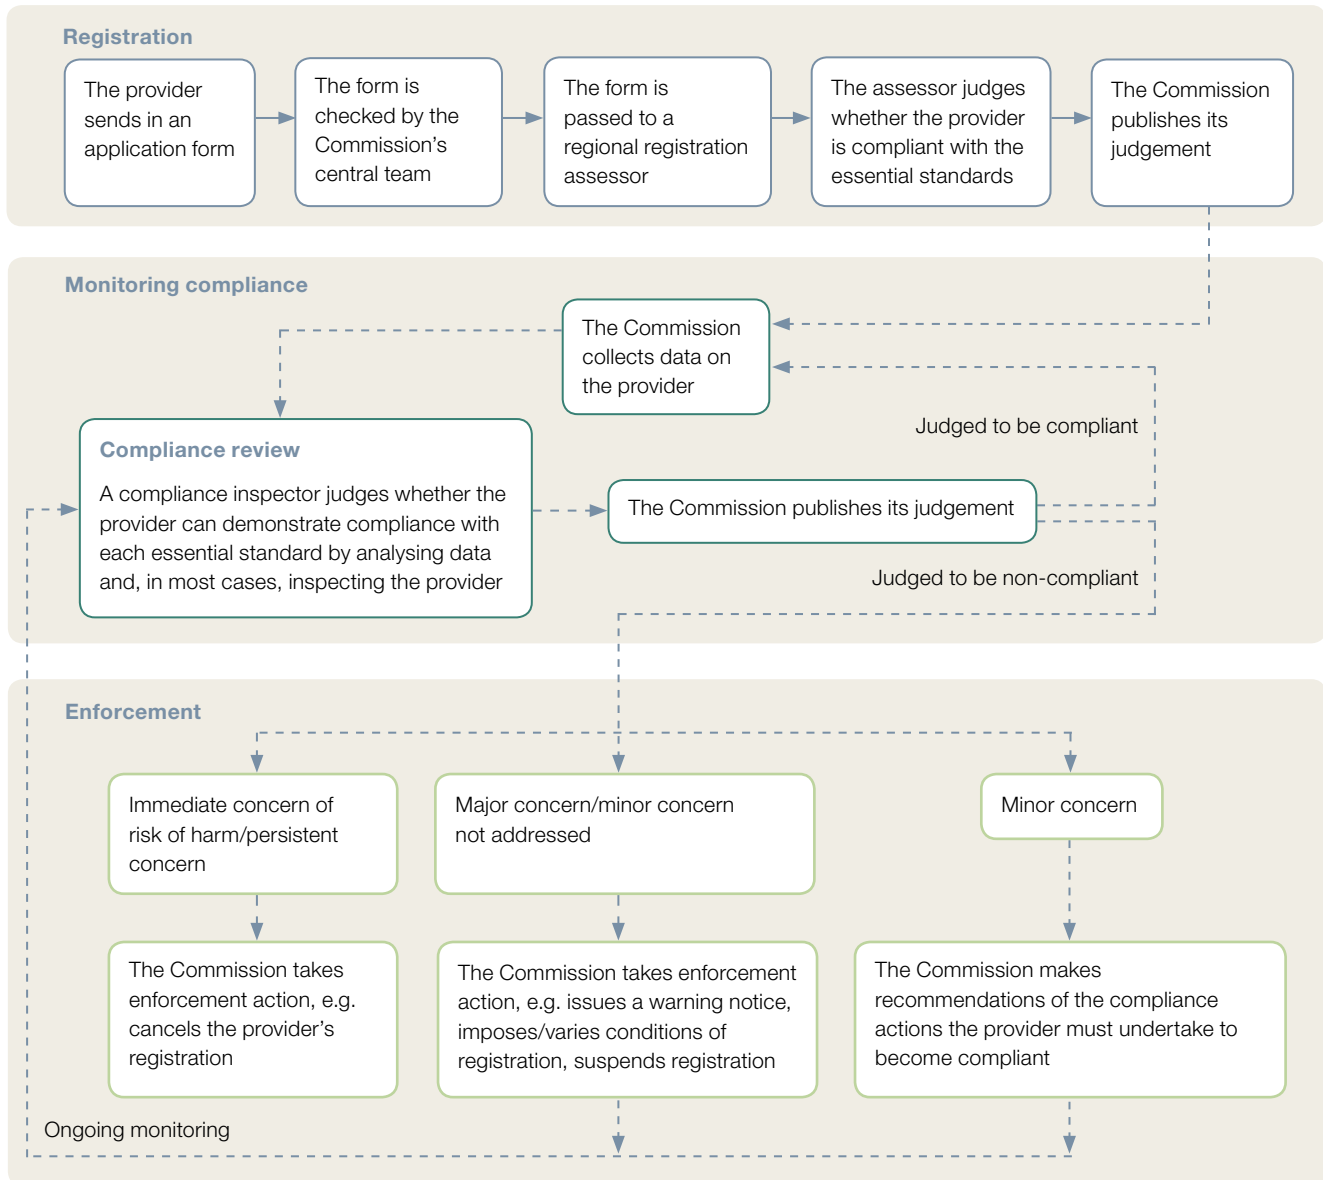 Registration
The provider
sends in an
application form
The form is
checked by the
Commission's
central team
The form is
passed to a
regional registration
assessor
The assessor judges
whether the provider
is compliant with the
essential standards
The Commission
publishes its
judgement
Monitoring compliance
The Commission
collects data on
the provider
Judged to be compliant
Compliance review
A compliance inspector judges whether the
provider can demonstrate compliance with
each essential standard by analysing data
and, in most cases, inspecting the provider
The Commission publishes its judgement
Judged to be non-compliant
Enforcement
Immediate concern of
risk of harm/persistent
concern
Major concern/minor concern
not addressed
Minor concern
The Commission takes
enforcement action, e.g.
cancels the provider's
registration
The Commission takes enforcement
action, e.g. issues a warning notice,
imposes/varies conditions of
registration, suspends registration
The Commission makes
recommendations of the compliance
actions the provider must undertake to
become compliant
Ongoing monitoring